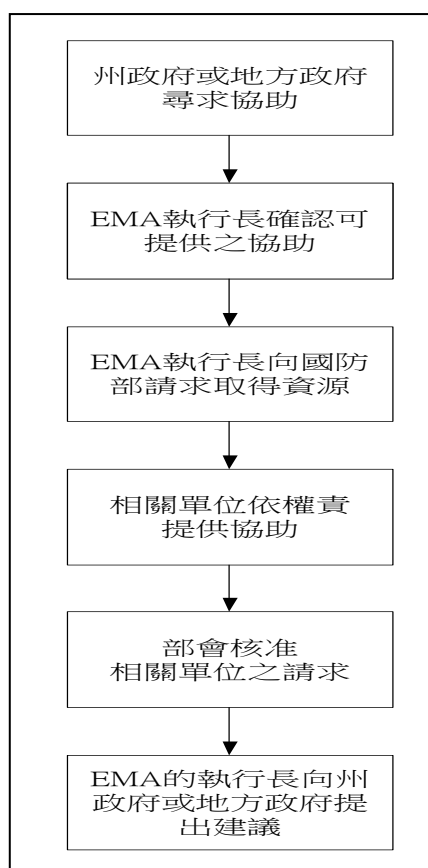 州政府或地方政府
尋求協助
EMA執行長確認可
提供之協助
EMA執行長向國防
部請求取得資源
相關單位依權責
提供協助
部會核准
相關單位之請求
EMA的執行長向州
政府或地方政府提
出建議